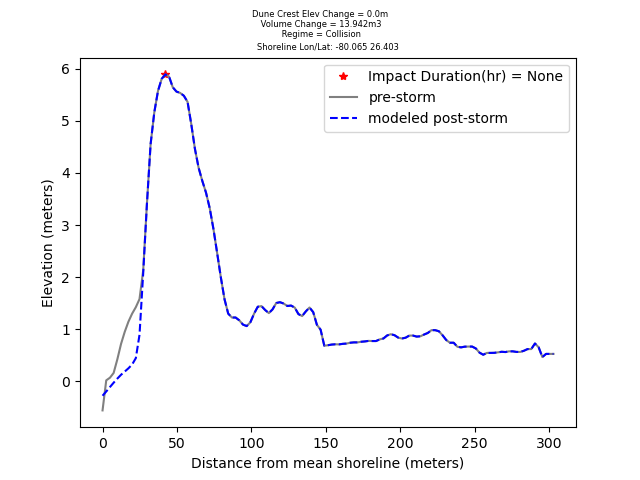 Dune Crest Elev Change = 0.0m
Volume Change = 13.942m3
Regime = Collision
Shoreline Lon/Lat: -80.065 26.403
Impact Duration(hr) = None
pre-storm
modeled post-storm
Elevation (meters)
6
5
4
3
2
1
0
0 50 100 150 200 250 300
Distance from mean shoreline (meters)